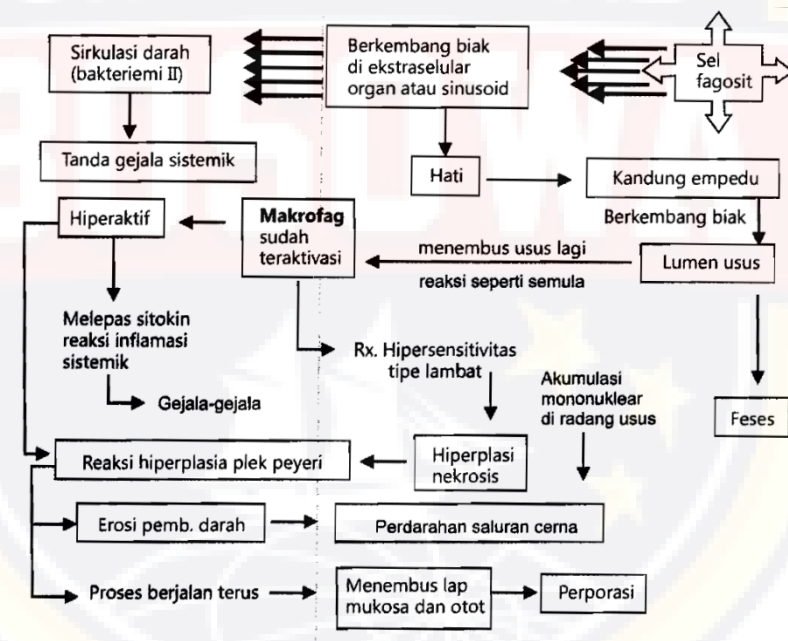 Sirkulasi darah
(bakteriemi II)
Berkembang biak
di ekstraselular
organ atau sinusoid
Sel
fagosit
Tanda gejala sistemik
Hati
Kandung empedu
Berkembang biak
Hiperaktif
Makrofag
sudah
teraktivasi
menembus usus lagi
reaksi seperti semula
Lumen usus
Melepas sitokin
reaksi inflamasi
sistemik
Gejala-gejala
Rx. Hipersensitivitas
tipe lambat
Akumulasi
mononuklear
di radang usus
Feses
Reaksi hiperplasia plek peyeri
Hiperplasi
nekrosis
Erosi pemb. darah
Perdarahan saluran cerna
Proses berjalan terus
Menembus lap
mukosa dan otot
Perporasi